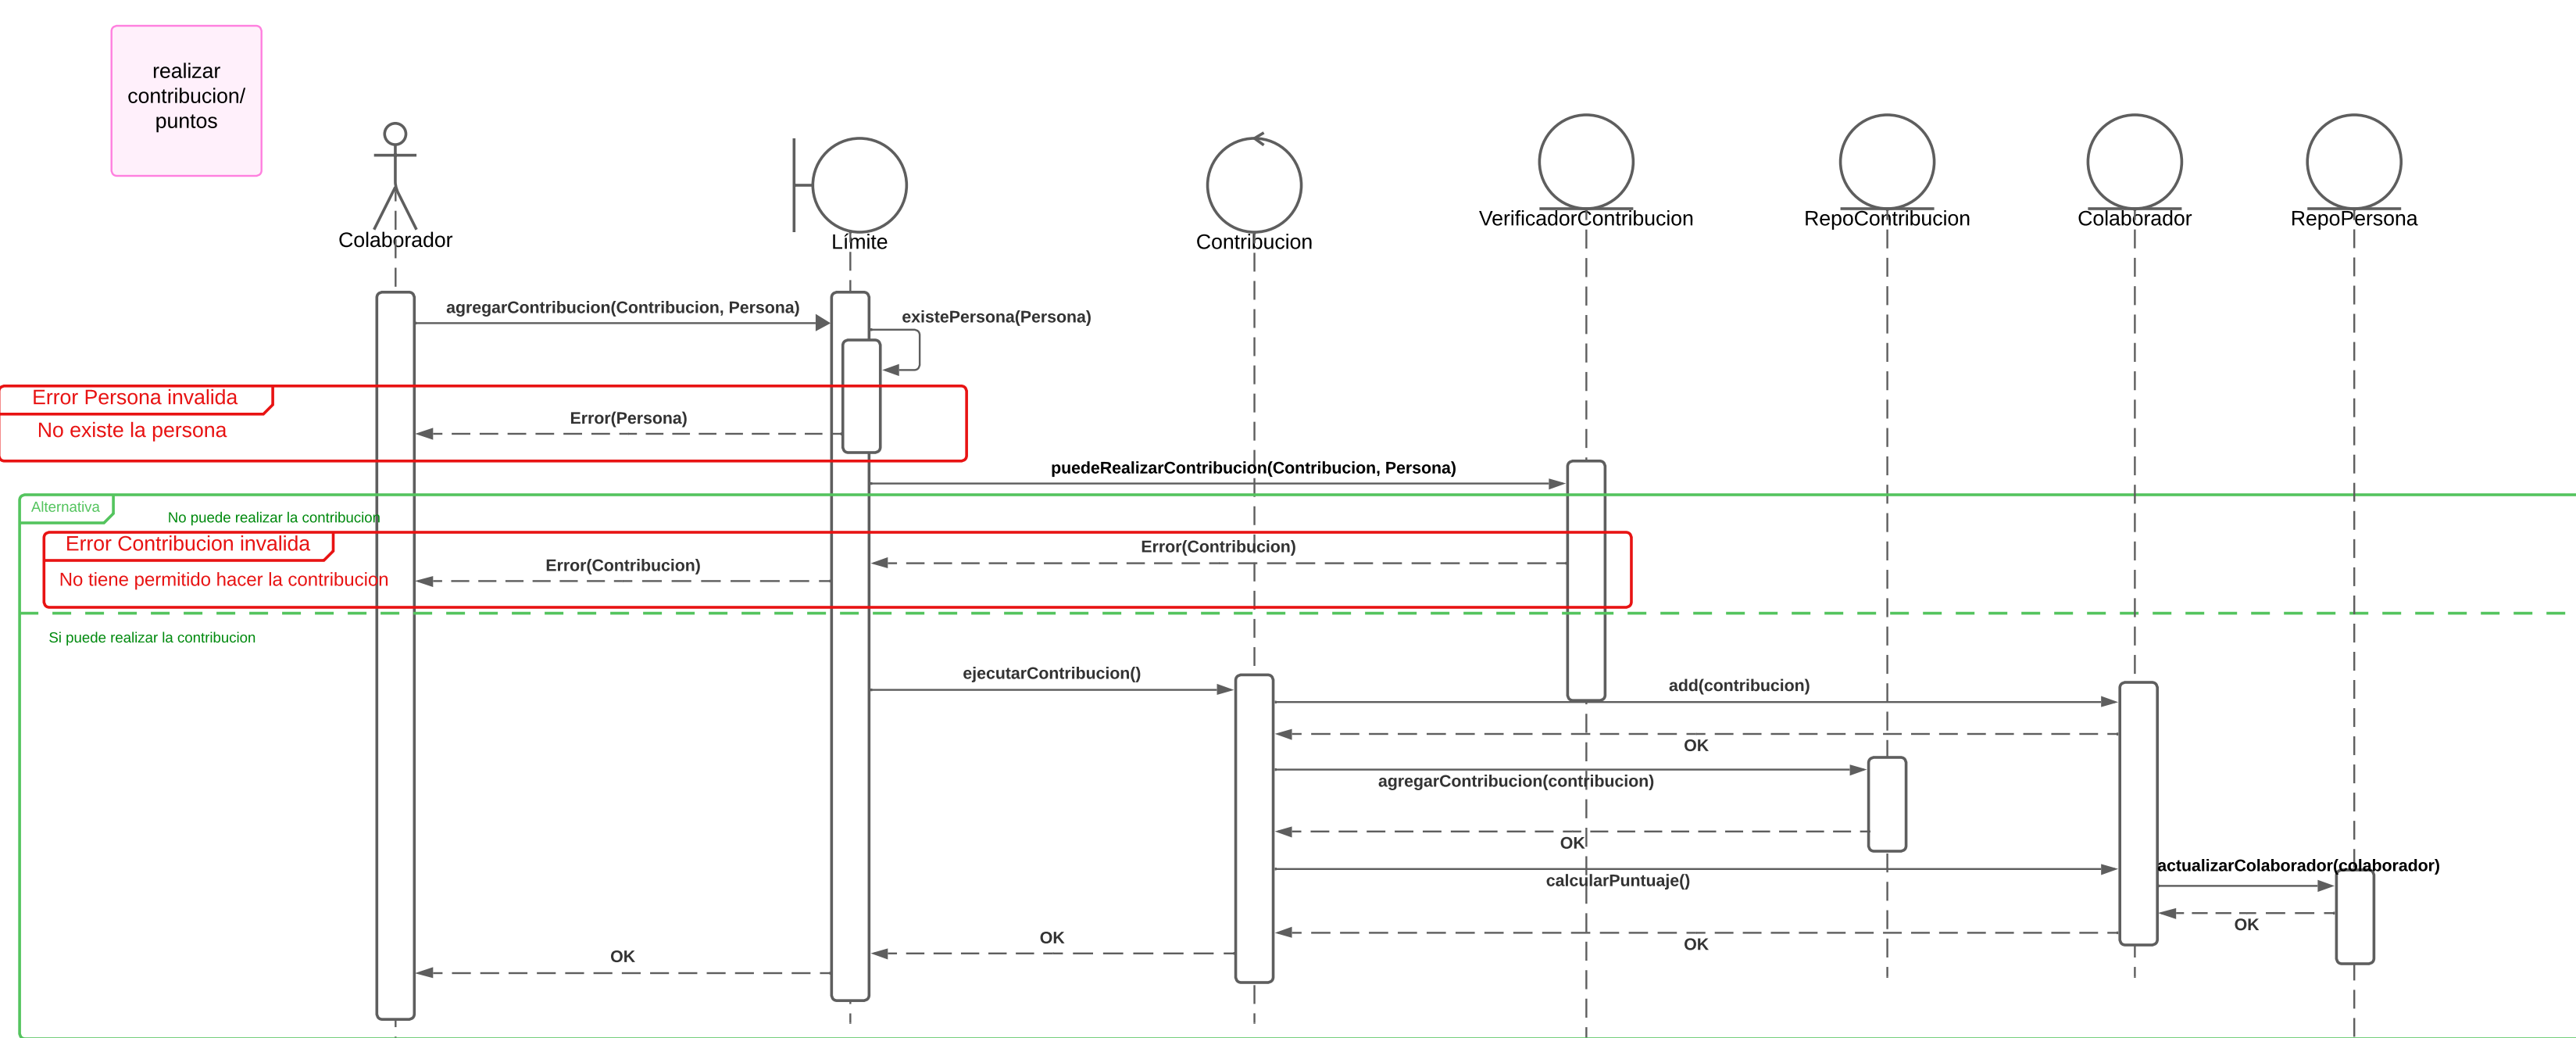 realizar
contribucion/
puntos
Colaborador
Límite
Contribucion
VerificadorContribucion
RepoContribucion
Colaborador
RepoPersona
agregarContribucion(Contribucion, Persona)
existePersona(Persona)
Error Persona invalida
No existe la persona
Error(Persona)
puedeRealizarContribucion(Contribucion, Persona)
Alternativa
No puede realizar la contribucion
Error Contribucion invalida
No tiene permitido hacer la contribucion
Error(Contribucion)
Error(Contribucion)
Si puede realizar la contribucion
ejecutarContribucion()
add(contribucion)
OK
agregarContribucion(contribucion)
OK
calcularPuntuaje()
actualizarColaborador(colaborador)
OK
OK
OK
OK